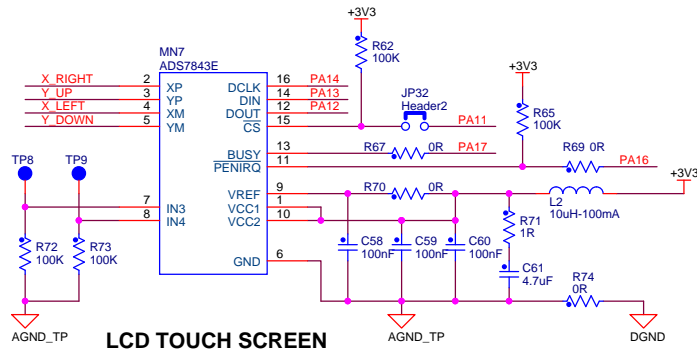 +3V3
MN7
ADS7843E
R62
100K
+3V3
X_RIGHT 2 XP DCLK 16 PA14
Y_UP 3 YP DIN 14 PA13
X_LEFT 4 XM DOUT 12 PA12
Y_DOWN 5 YM CS 15
JP32
Header2
PA11
R65
100K
BUSY 13 R67 0R PA17
PENIRQ 11 R69 0R PA16
TP8 TP9
+3V3
VREF 9 R70 0R
L2
10uH-100mA
7 IN3 VCC1 1
8 IN4 VCC2 10
R71
1R
R72
100K
R73
100K
C58
100nF
C59
100nF
C60
100nF
GND 6
C61
4.7uF
R74
0R
AGND_TP
LCD TOUCH SCREEN
AGND_TP
DGND